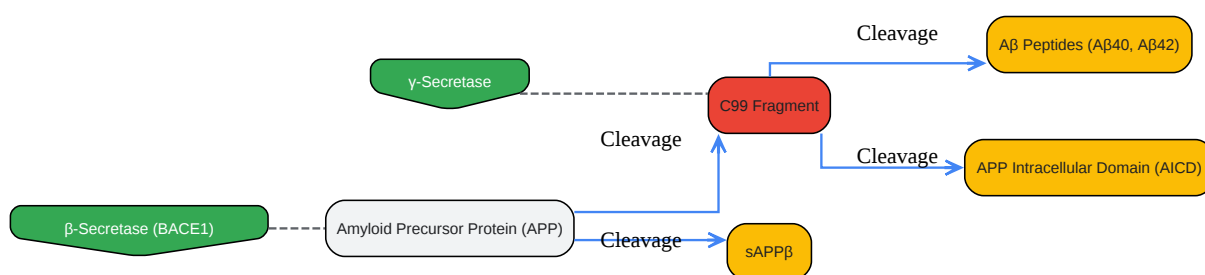 Cleavage
Aβ Peptides (Aβ40, Aβ42)
γ-Secretase
C99 Fragment
Cleavage
Cleavage
APP Intracellular Domain (AICD)
β-Secretase (BACE1)
Amyloid Precursor Protein (APP)
Cleavage
sAPPβ